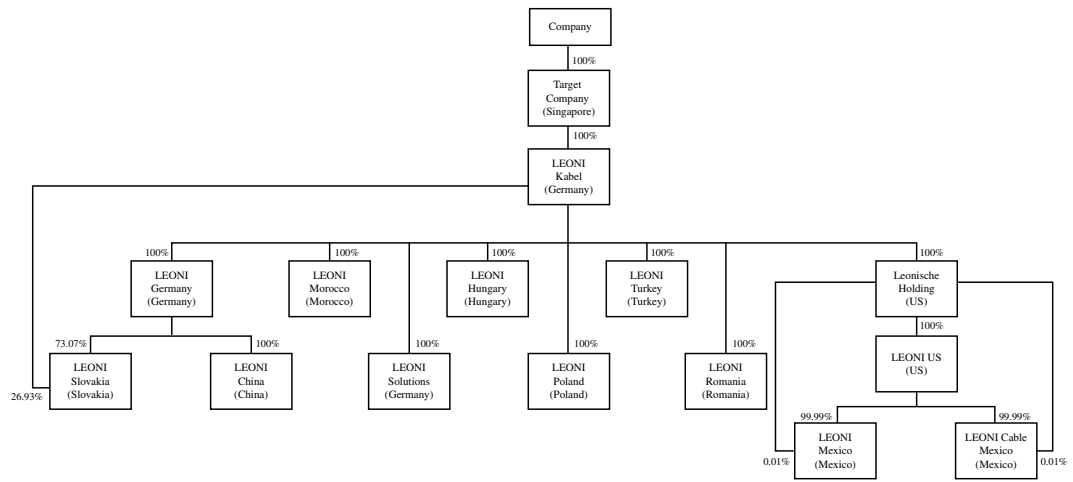 Company
100%
Target
Company
(Singapore)
100%
LEONI
Kabel
(Germany)
100%
100%
100%
100%
100%
LEONI
Germany
(Germany)
LEONI
Morocco
(Morocco)
LEONI
Hungary
(Hungary)
LEONI
Turkey
(Turkey)
Leonische
Holding
(US)
100%
73.07%
100%
100%
100%
100%
LEONI US
(US)
LEONI
Slovakia
(Slovakia)
LEONI
China
(China)
LEONI
Solutions
(Germany)
LEONI
Poland
(Poland)
LEONI
Romania
(Romania)
26.93%
99.99%
99.99%
LEONI
Mexico
(Mexico)
LEONI Cable
Mexico
(Mexico)
0.01%
0.01%